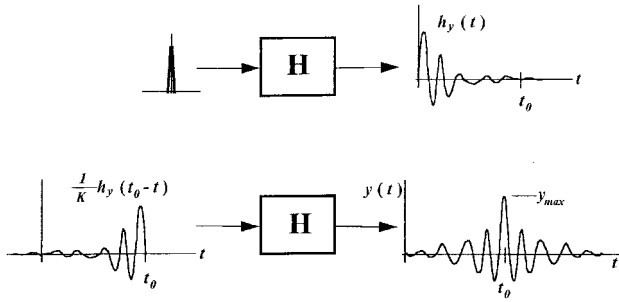 h_y (t)
H
t_0
t
1/K h_y (t_0 - t)
y (t)
H
y_max
t
t_0
t_0
t